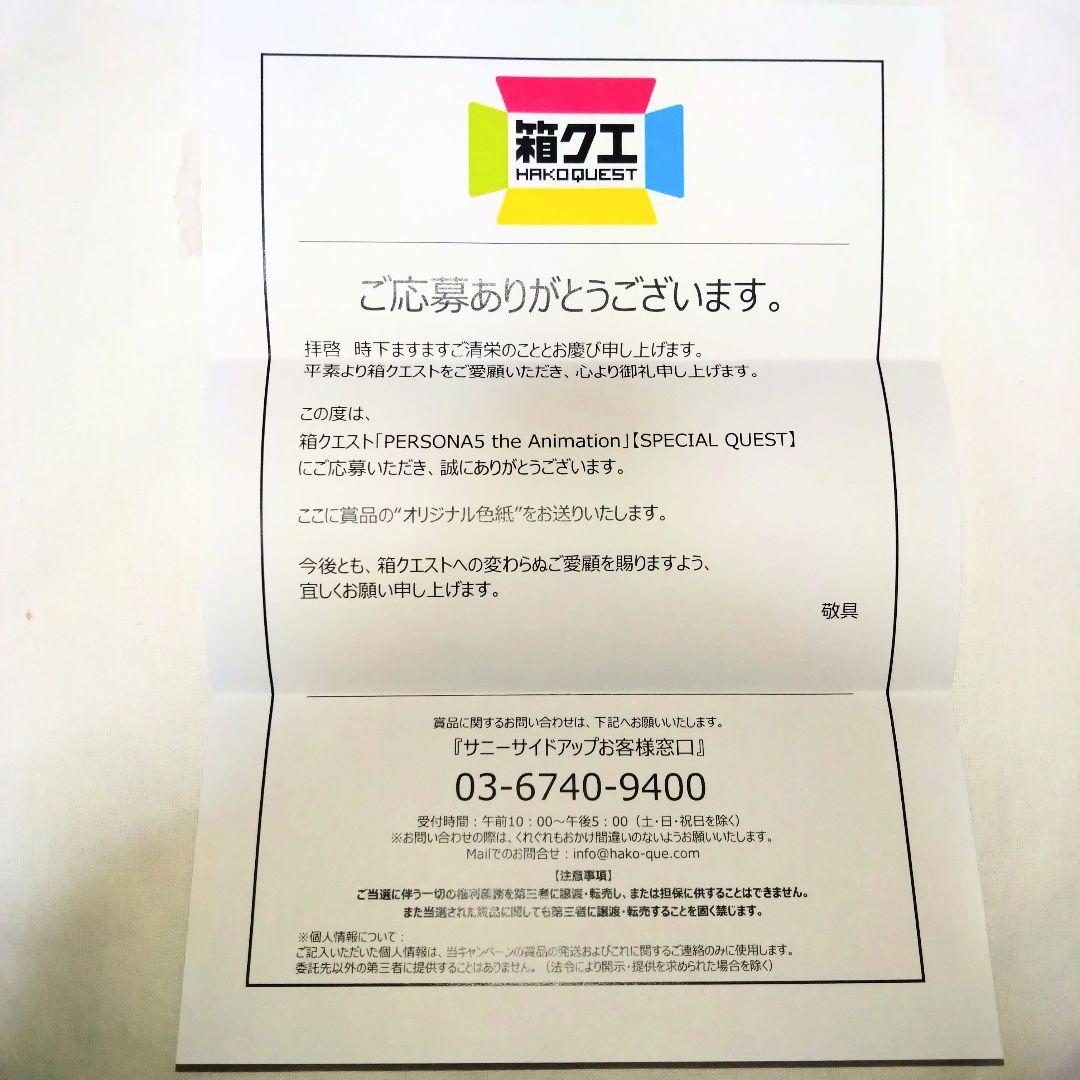 箱クエ
HAKO QUEST
ご応募ありがとうございます。
拝啓　時下ますますご清栄のこととお慶び申し上げます。
平素より箱クエストをご愛顧いただき、心より御礼申し上げます。
この度は、
箱クエスト「PERSONA5 the Animation」【SPECIAL QUEST】
にご応募いただき、誠にありがとうございます。
ここに賞品の“オリジナル色紙”をお送りいたします。
今後とも、箱クエストへの変わらぬご愛顧を賜りますよう、
宜しくお願い申し上げます。
敬具
賞品に関するお問い合わせは、下記へお願いいたします。
『サニーサイドアップお客様窓口』
03-6740-9400
受付時間：午前10：00～午後5：00（土・日・祝日を除く）
※お問い合わせの際は、くれぐれもおかけ間違いのないようお願いいたします。
Mailでのお問合せ：info@hako-que.com
【注意事項】
ご当選に伴う一切の権利義務を第三者に譲渡・転売し、または担保に供することはできません。
また当選された賞品に関しても第三者に譲渡・転売することを固く禁じます。
※個人情報について：
ご記入いただいた個人情報は、当キャンペーンの賞品の発送およびこれに関するご連絡のみに使用します。
委託先以外の第三者に提供することはありません。（法令により開示・提供を求められた場合を除く）